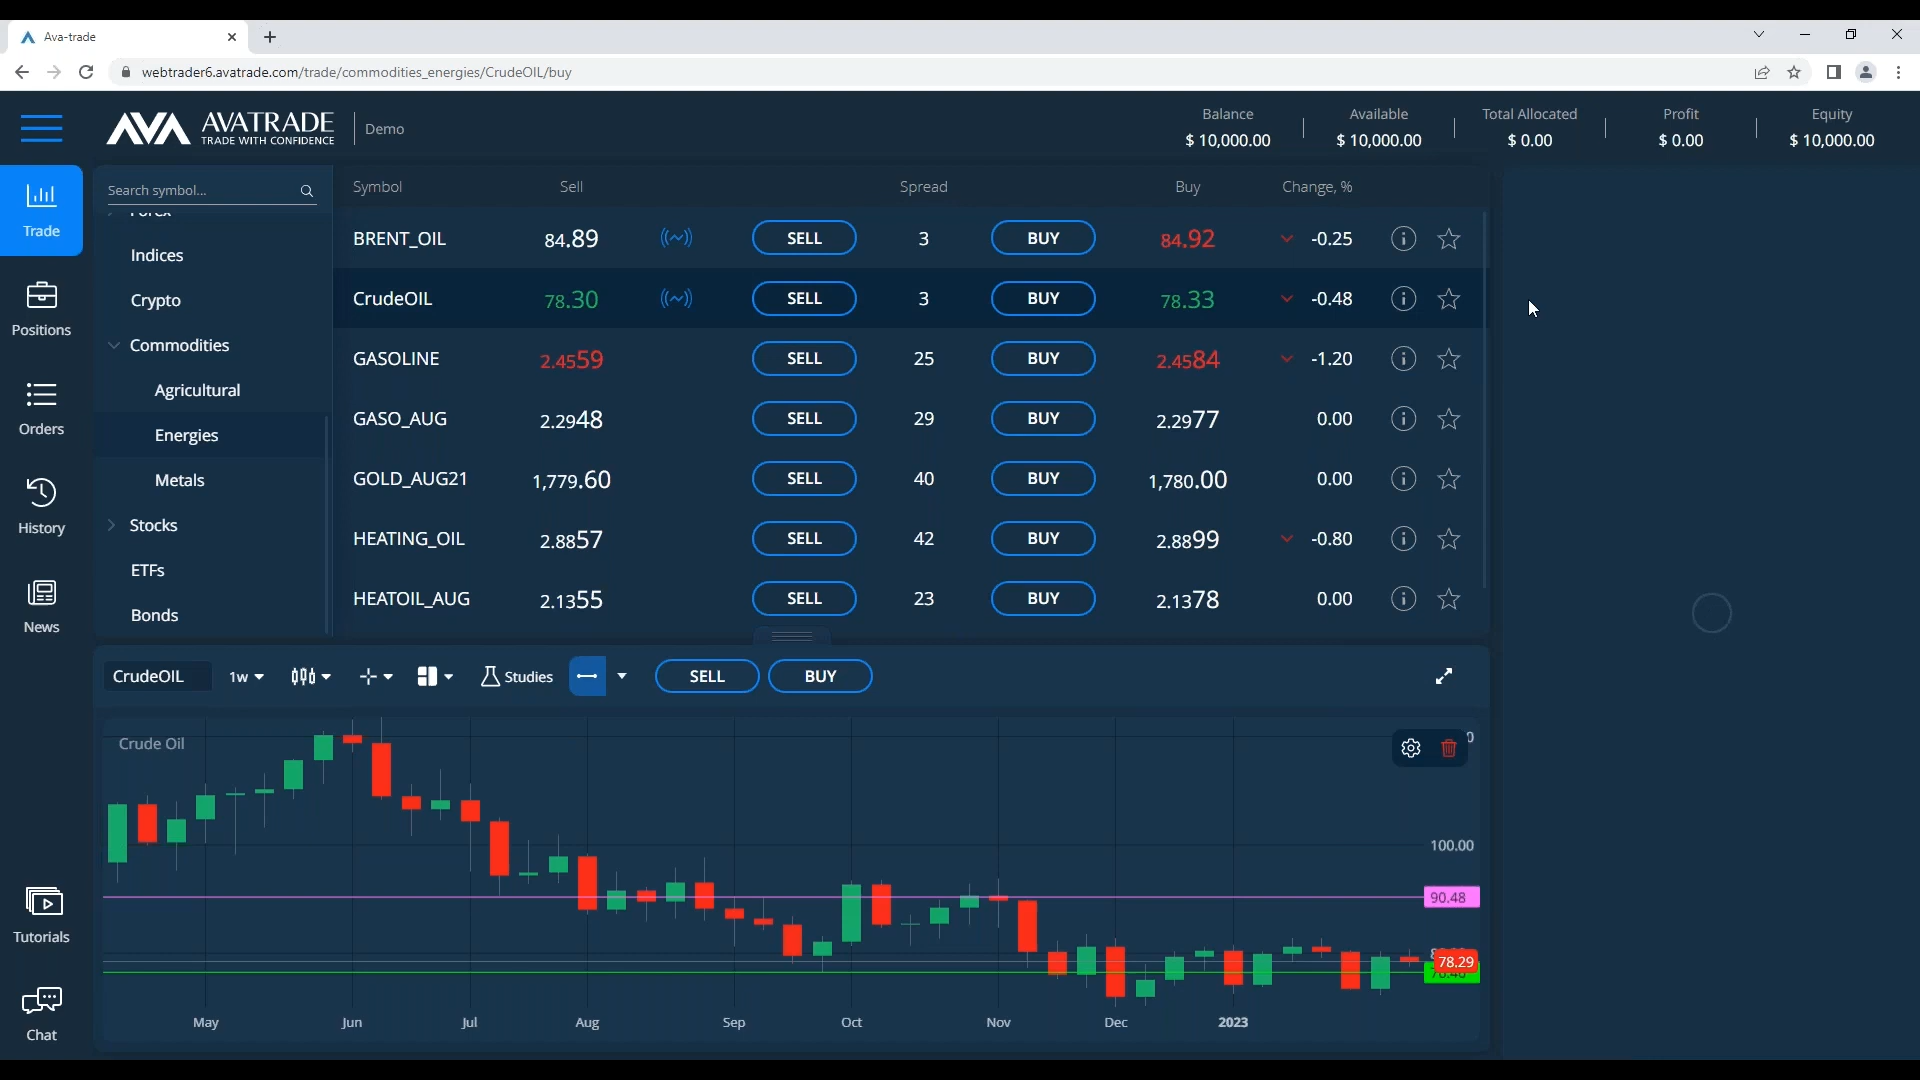 Ava-trade
webtrader6.avatrade.com/trade/commodities_energies/CrudeOIL/buy
AVA AVATRADE
TRADE WITH CONFIDENCE
Demo
Balance Available Total Allocated Profit Equity
$ 10,000.00 $ 10,000.00 $ 0.00 $ 0.00 $ 10,000.00
Trade
Positions
Orders
History
News
Tutorials
Chat
Search symbol...
Forex
Indices
Crypto
Commodities
Agricultural
Energies
Metals
Stocks
ETFs
Bonds
Symbol Sell Spread Buy Change, %
BRENT_OIL 84.89 SELL 3 BUY 84.92 -0.25
CrudeOIL 78.30 SELL 3 BUY 78.33 -0.48
GASOLINE 2.4559 SELL 25 BUY 2.4584 -1.20
GASO_AUG 2.2948 SELL 29 BUY 2.2977 0.00
GOLD_AUG21 1,779.60 SELL 40 BUY 1,780.00 0.00
HEATING_OIL 2.8857 SELL 42 BUY 2.8899 -0.80
HEATOIL_AUG 2.1355 SELL 23 BUY 2.1378 0.00
CrudeOIL 1w Studies SELL BUY
Crude Oil
100.00
90.48
78.29
May Jun Jul Aug Sep Oct Nov Dec 2023